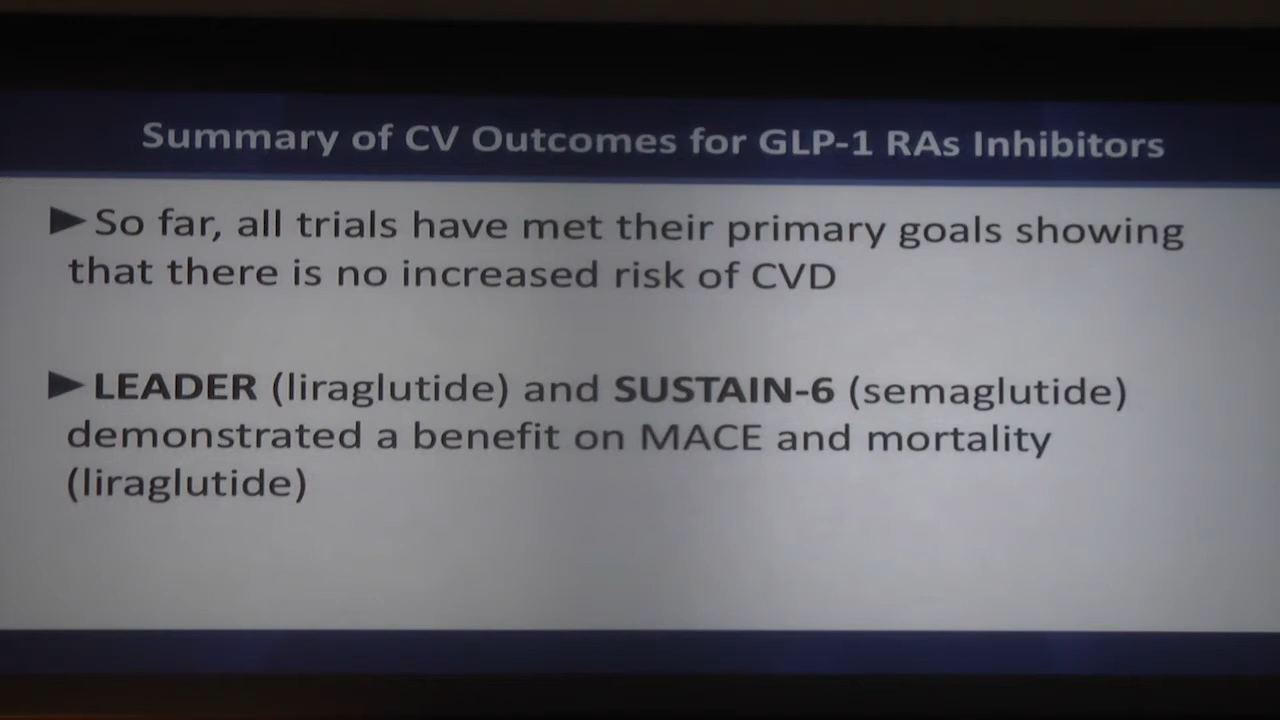 Summary of CV Outcomes for GLP-1 RAs Inhibitors
►So far, all trials have met their primary goals showing
that there is no increased risk of CVD
►LEADER (liraglutide) and SUSTAIN-6 (semaglutide)
demonstrated a benefit on MACE and mortality
(liraglutide)